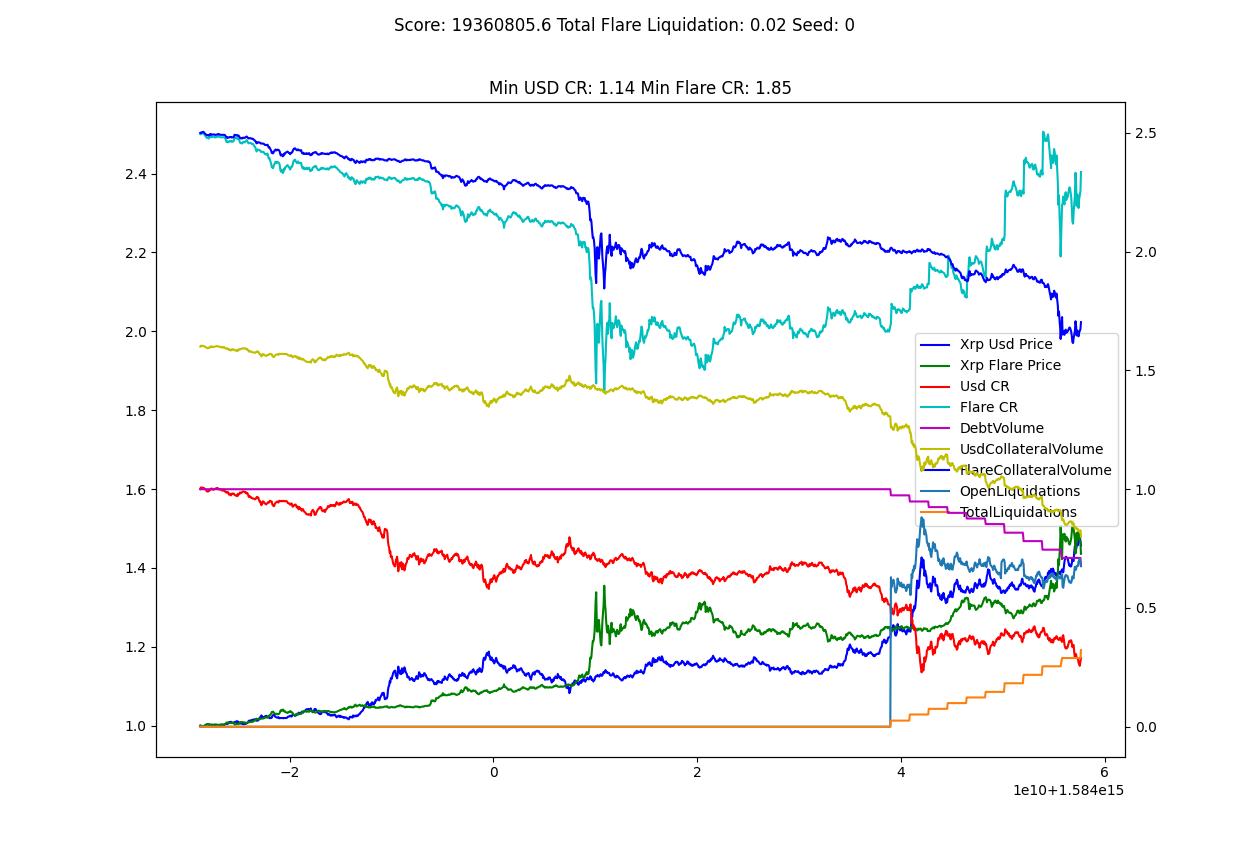 Score: 19360805.6 Total Flare Liquidation: 0.02 Seed: 0
Min USD CR: 1.14 Min Flare CR: 1.85
2.4
2.2
2.0
1.8
1.6
1.4
1.2
1.0
2.5
2.0
1.5
1.0
0.5
0.0
Xrp Usd Price
Xrp Flare Price
Usd CR
Flare CR
DebtVolume
UsdCollateralVolume
FlareCollateralVolume
OpenLiquidations
TotalLiquidations
−2 0 2 4 6
1e10+1.584e15